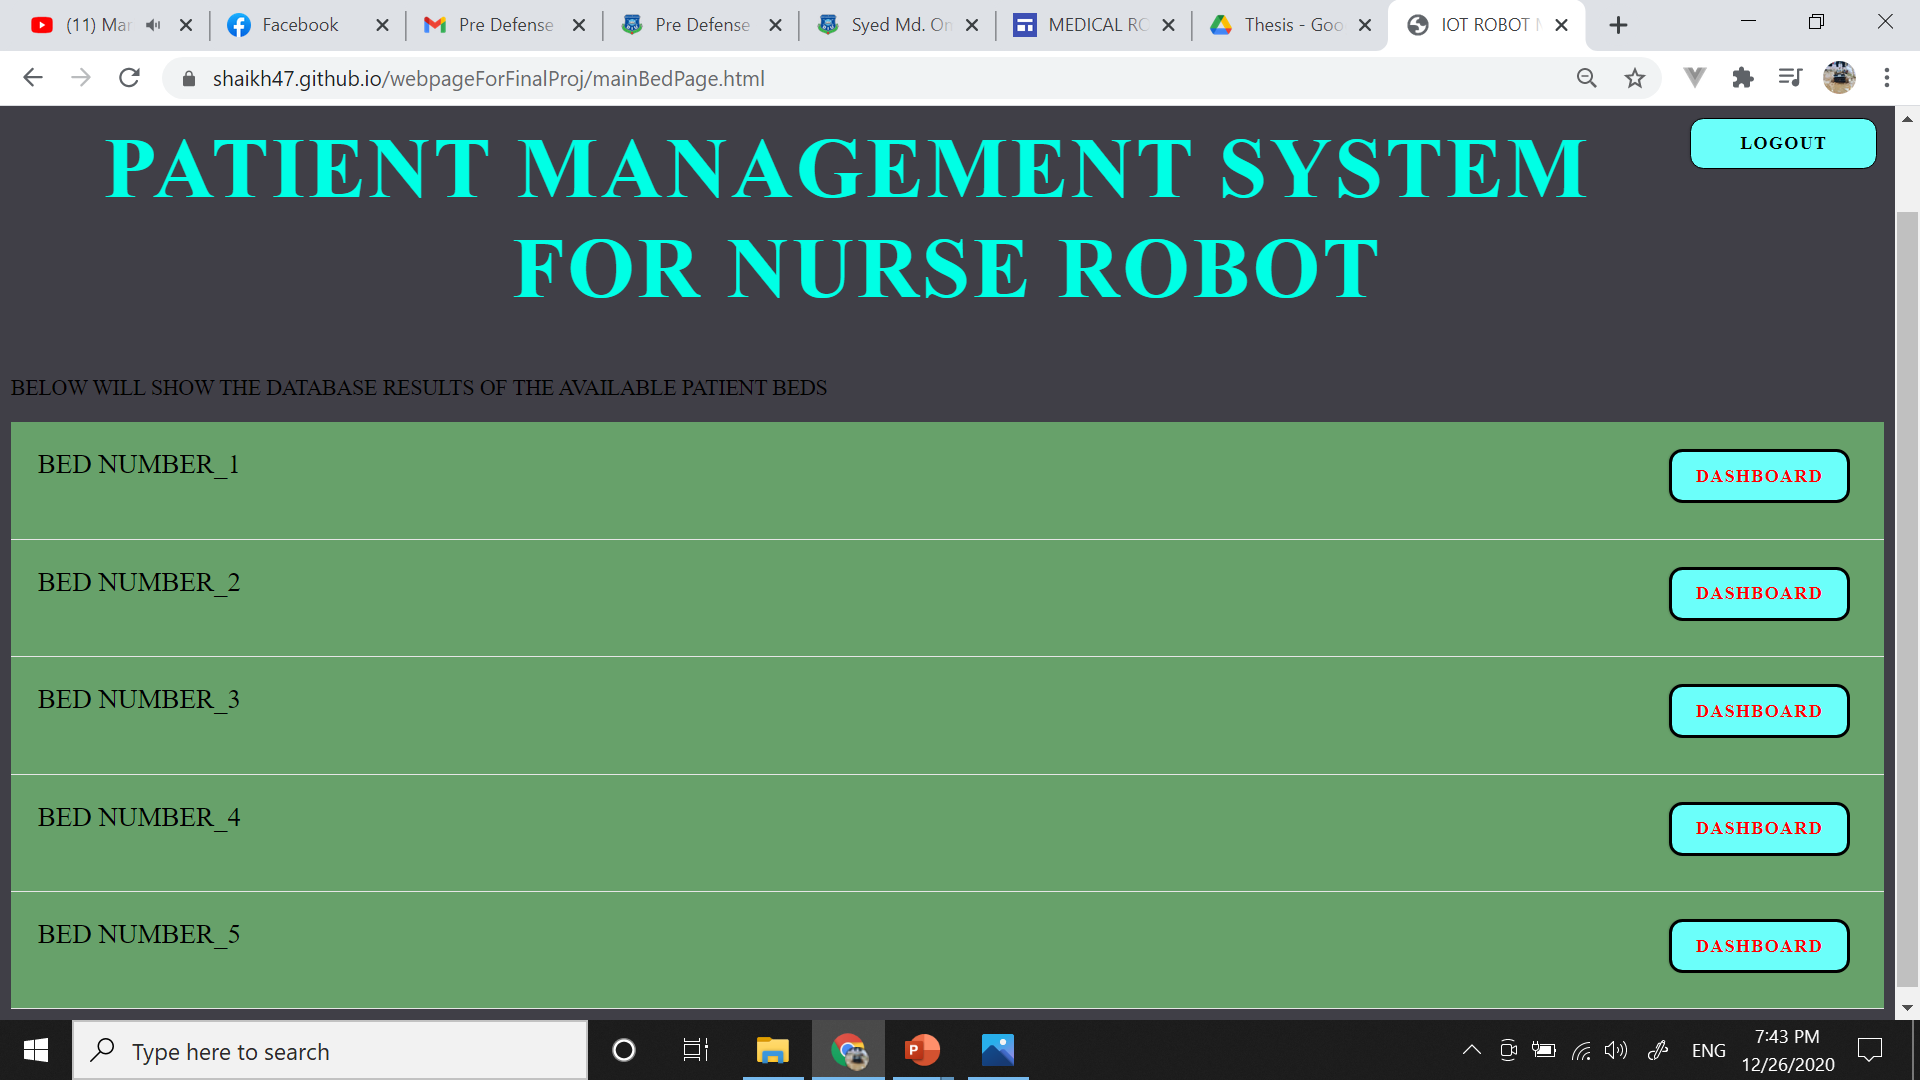 (11) Mar
Facebook
Pre Defense
Pre Defense
Syed Md. On
MEDICAL RO
Thesis - Goo
IOT ROBOT M
shaikh47.github.io/webpageForFinalProj/mainBedPage.html
PATIENT MANAGEMENT SYSTEM
LOGOUT
FOR NURSE ROBOT
BELOW WILL SHOW THE DATABASE RESULTS OF THE AVAILABLE PATIENT BEDS
BED NUMBER_1
DASHBOARD
BED NUMBER_2
DASHBOARD
BED NUMBER_3
DASHBOARD
BED NUMBER_4
DASHBOARD
BED NUMBER_5
DASHBOARD
Type here to search
ENG
7:43 PM
12/26/2020